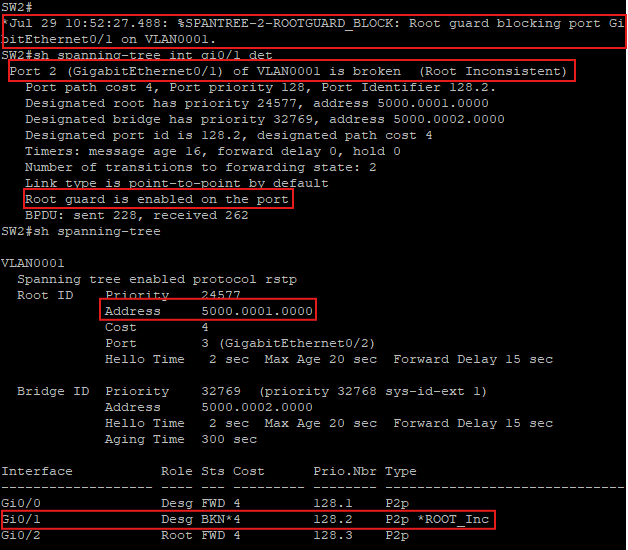 SW2#
*Jul 29 10:52:27.488: %SPANTREE-2-ROOTGUARD_BLOCK: Root guard blocking port Gi
bitEthernet0/1 on VLAN0001.
SW2#sh spanning-tree int gi0/1 det
Port 2 (GigabitEthernet0/1) of VLAN0001 is broken  (Root Inconsistent)
Port path cost 4, Port priority 128, Port Identifier 128.2.
Designated root has priority 24577, address 5000.0001.0000
Designated bridge has priority 32769, address 5000.0002.0000
Designated port id is 128.2, designated path cost 4
Timers: message age 16, forward delay 0, hold 0
Number of transitions to forwarding state: 2
Link type is point-to-point by default
Root guard is enabled on the port
BPDU: sent 228, received 262
SW2#sh spanning-tree
VLAN0001
Spanning tree enabled protocol rstp
Root ID    Priority    24577
Address     5000.0001.0000
Cost        4
Port        3 (GigabitEthernet0/2)
Hello Time   2 sec  Max Age 20 sec  Forward Delay 15 sec
Bridge ID  Priority    32769  (priority 32768 sys-id-ext 1)
Address     5000.0002.0000
Hello Time   2 sec  Max Age 20 sec  Forward Delay 15 sec
Aging Time  300 sec
Interface           Role Sts Cost      Prio.Nbr Type
------------------- ---- --- --------- -------- --------------------------------
Gi0/0               Desg FWD 4         128.1    P2p
Gi0/1               Desg BKN*4         128.2    P2p *ROOT_Inc
Gi0/2               Root FWD 4         128.3    P2p